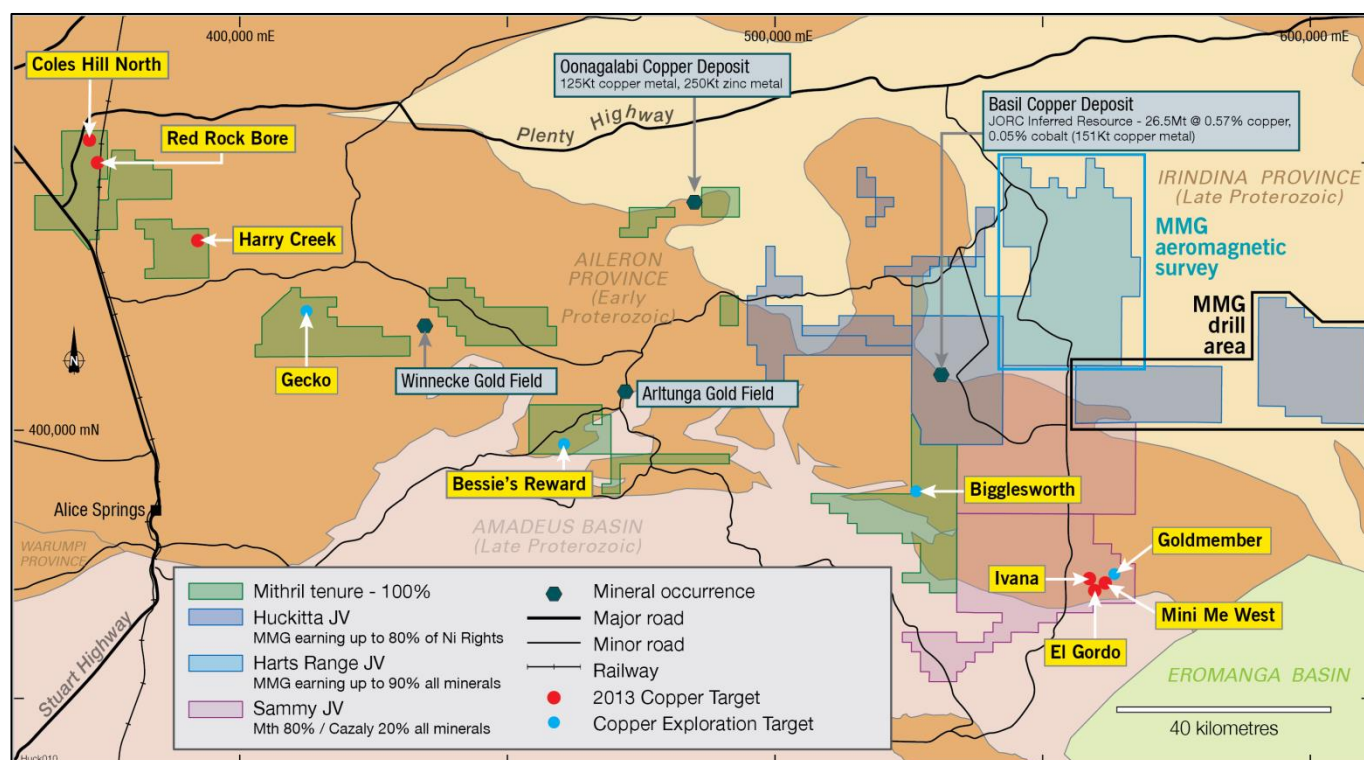 400,000 mE
500,000 mE
600,000 mE
Coles Hill North
Red Rock Bore
Harry Creek
Oonagalabi Copper Deposit
125Kt copper metal, 250Kt zinc metal
Plenty Highway
Basil Copper Deposit
JORC Inferred Resource - 26.5Mt @ 0.57% copper,
0.05% cobalt (151Kt copper metal)
IRINDINA PROVINCE
(Late Proterozoic)
MMG
aeromagnetic
survey
AILERON
PROVINCE
(Early
Proterozoic)
MMG
drill
area
N
Gecko
Winnecke Gold Field
Arltunga Gold Field
400,000 mN
Bessie's Reward
Bigglesworth
Alice Springs
AMADEUS BASIN
(Late Proterozoic)
WARUMPI
PROVINCE
Goldmember
Ivana
Mini Me West
El Gordo
EROMANGA BASIN
40 kilometres
Stuart Highway
Mithril tenure - 100%
Huckitta JV
MMG earning up to 80% of Ni Rights
Harts Range JV
MMG earning up to 90% all minerals
Sammy JV
Mth 80% / Cazaly 20% all minerals
Mineral occurrence
Major road
Minor road
Railway
2013 Copper Target
Copper Exploration Target
Huck010